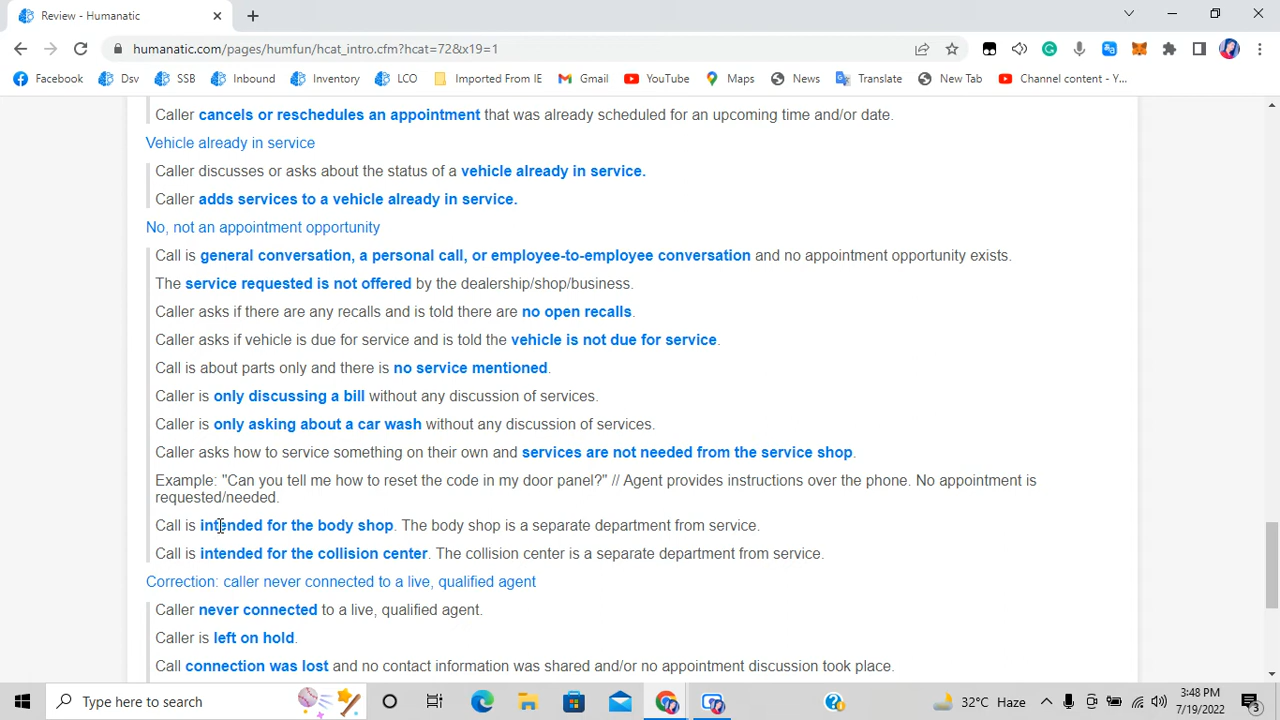 Review - Humanatic
humanatic.com/pages/humfun/hcat_intro.cfm?hcat=72&x19=1
Facebook Dsv SSB Inbound Inventory LCO Imported From IE Gmail YouTube Maps News Translate New Tab Channel content - Y...
Caller cancels or reschedules an appointment that was already scheduled for an upcoming time and/or date.
Vehicle already in service
Caller discusses or asks about the status of a vehicle already in service.
Caller adds services to a vehicle already in service.
No, not an appointment opportunity
Call is general conversation, a personal call, or employee-to-employee conversation and no appointment opportunity exists.
The service requested is not offered by the dealership/shop/business.
Caller asks if there are any recalls and is told there are no open recalls.
Caller asks if vehicle is due for service and is told the vehicle is not due for service.
Call is about parts only and there is no service mentioned.
Caller is only discussing a bill without any discussion of services.
Caller is only asking about a car wash without any discussion of services.
Caller asks how to service something on their own and services are not needed from the service shop.
Example: "Can you tell me how to reset the code in my door panel?" // Agent provides instructions over the phone. No appointment is
requested/needed.
Call is intended for the body shop. The body shop is a separate department from service.
Call is intended for the collision center. The collision center is a separate department from service.
Correction: caller never connected to a live, qualified agent
Caller never connected to a live, qualified agent.
Caller is left on hold.
Call connection was lost and no contact information was shared and/or no appointment discussion took place.
Type here to search
32°C Haze
3:48 PM
7/19/2022
3